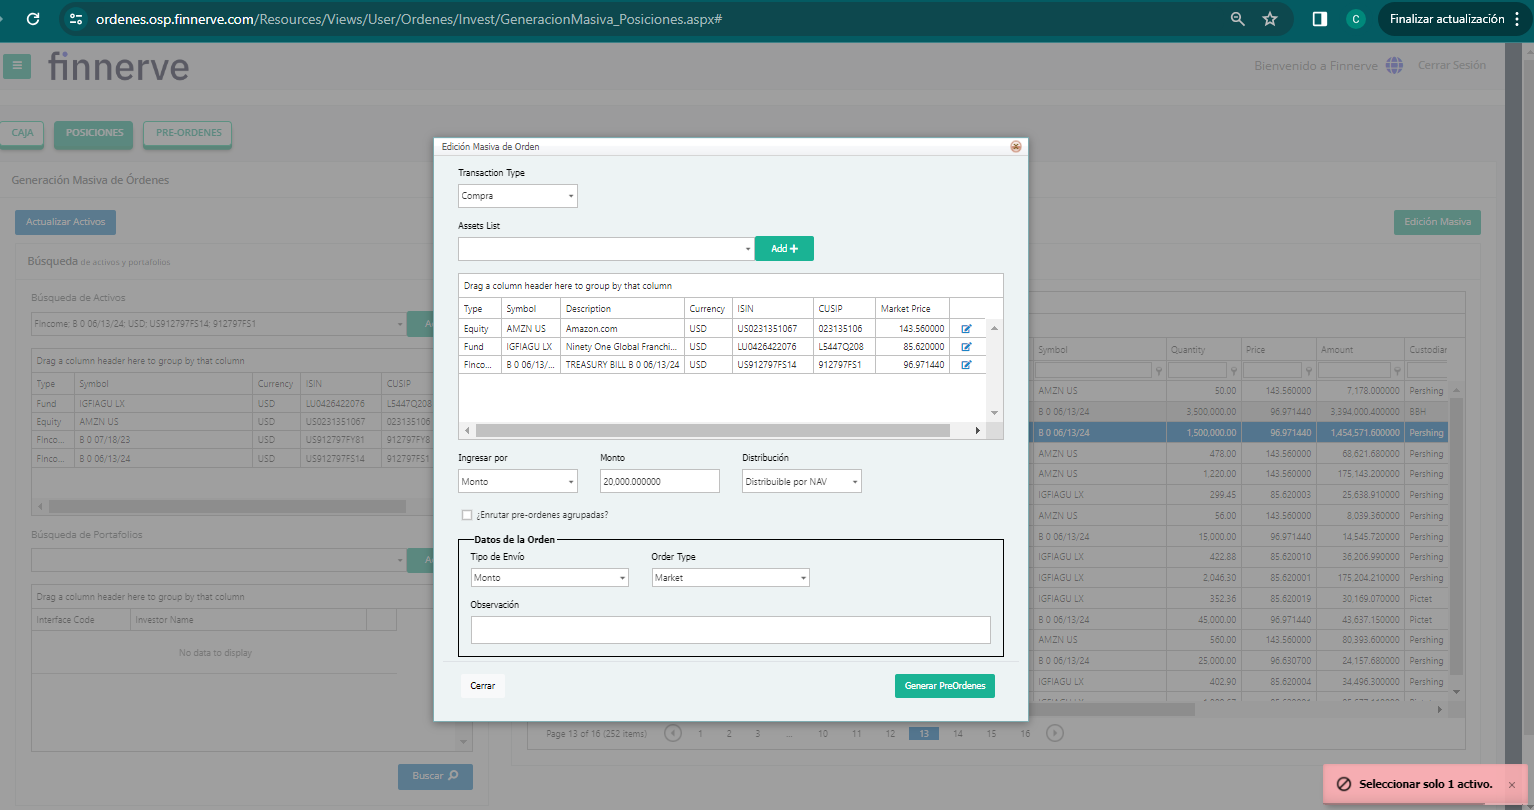 ordenes.osp.finnerve.com/Resources/Views/User/Ordenes/Invest/GeneracionMasiva_Posiciones.aspx#
C
Finalizar actualización
finnerve
Bienvenido a Finnerve
Cerrar Sesión
CAJA
POSICIONES
PRE-ORDENES
Generación Masiva de Órdenes
Actualizar Activos
Edición Masiva
Búsqueda de activos y portafolios
Búsqueda de Activos
Fincome; B 0 06/13/24; USD; US912797FS14; 912797FS1
Drag a column header here to group by that column
Type Symbol Currency ISIN CUSIP
Fund IGFIAGU LX USD LU0426422076 L5447Q208
Equity AMZN US USD US0231351067 023135106
FInco... B 0 07/18/23 USD US912797FY81 912797FY8
FInco... B 0 06/13/24 USD US912797FS14 912797FS1
Búsqueda de Portafolios
Drag a column header here to group by that column
Interface Code Investor Name
No data to display
Buscar
Edición Masiva de Orden
Transaction Type
Compra
Assets List
Add +
Drag a column header here to group by that column
Type Symbol Description Currency ISIN CUSIP Market Price
Equity AMZN US Amazon.com USD US0231351067 023135106 143.560000
Fund IGFIAGU LX Ninety One Global Franchi... USD LU0426422076 L5447Q208 85.620000
FInco... B 0 06/13/... TREASURY BILL B 0 06/13/24 USD US912797FS14 912797FS1 96.971440
Ingresar por Monto Distribución
Monto 20,000.000000 Distribuible por NAV
¿Enrutar pre-ordenes agrupadas?
Datos de la Orden
Tipo de Envío Order Type
Monto Market
Observación
Cerrar
Generar PreOrdenes
Symbol Quantity Price Amount Custodian
AMZN US 50.00 143.560000 7,178.000000 Pershing
B 0 06/13/24 3,500,000.00 96.971440 3,394,000.400000 BBH
B 0 06/13/24 1,500,000.00 96.971440 1,454,571.600000 Pershing
AMZN US 478.00 143.560000 68,621.680000 Pershing
AMZN US 1,220.00 143.560000 175,143.200000 Pershing
IGFIAGU LX 299.45 85.620003 25,638.910000 Pershing
AMZN US 56.00 143.560000 8,039.360000 Pershing
B 0 06/13/24 15,000.00 96.971440 14,545.720000 Pershing
IGFIAGU LX 422.88 85.620010 36,206.990000 Pershing
IGFIAGU LX 2,046.30 85.620001 175,204.210000 Pershing
IGFIAGU LX 352.36 85.620019 30,169.070000 Pictet
B 0 06/13/24 45,000.00 96.971440 43,637.150000 Pictet
AMZN US 560.00 143.560000 80,393.600000 Pershing
B 0 06/13/24 25,000.00 96.630700 24,157.680000 Pershing
IGFIAGU LX 402.90 85.620004 34,496.300000 Pershing
Page 13 of 16 (252 items) 1 2 3 ... 10 11 12 13 14 15 16
Seleccionar solo 1 activo. ×